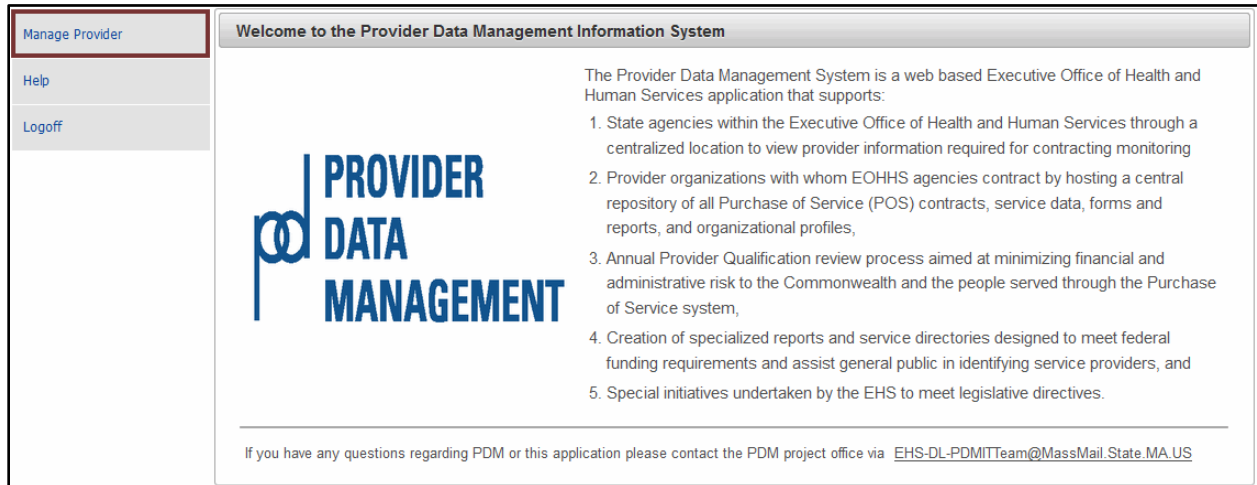 Manage Provider
Help
Logoff
Welcome to the Provider Data Management Information System
pd PROVIDER
DATA
MANAGEMENT
The Provider Data Management System is a web based Executive Office of Health and
Human Services application that supports:
1. State agencies within the Executive Office of Health and Human Services through a
centralized location to view provider information required for contracting monitoring
2. Provider organizations with whom EOHHS agencies contract by hosting a central
repository of all Purchase of Service (POS) contracts, service data, forms and
reports, and organizational profiles,
3. Annual Provider Qualification review process aimed at minimizing financial and
administrative risk to the Commonwealth and the people served through the Purchase
of Service system,
4. Creation of specialized reports and service directories designed to meet federal
funding requirements and assist general public in identifying service providers, and
5. Special initiatives undertaken by the EHS to meet legislative directives.
If you have any questions regarding PDM or this application please contact the PDM project office via EHS-DL-PDMITTeam@MassMail.State.MA.US